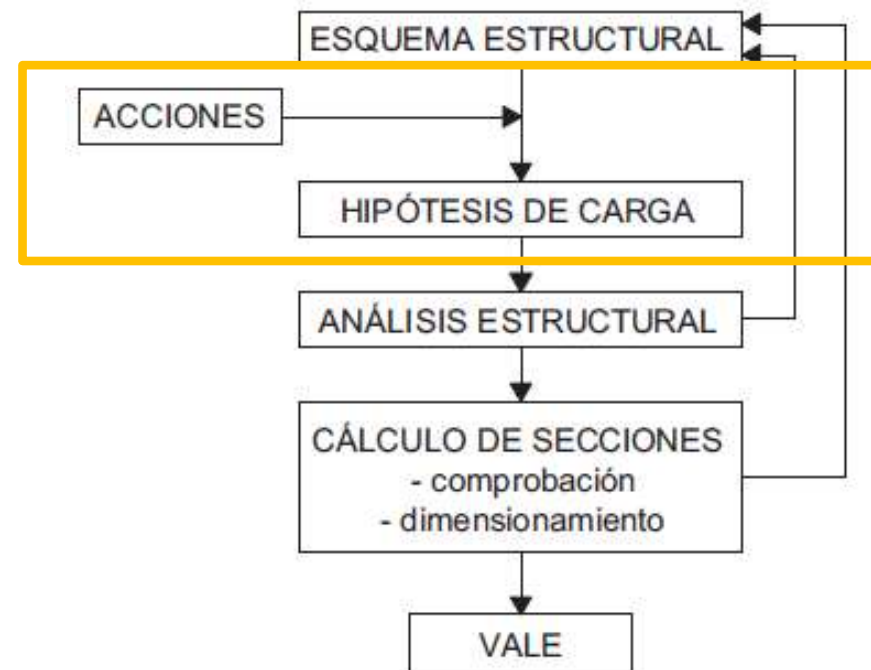 ESQUEMA ESTRUCTURAL
ACCIONES
HIPÓTESIS DE CARGA
ANÁLISIS ESTRUCTURAL
CÁLCULO DE SECCIONES
- comprobación
- dimensionamiento
VALE